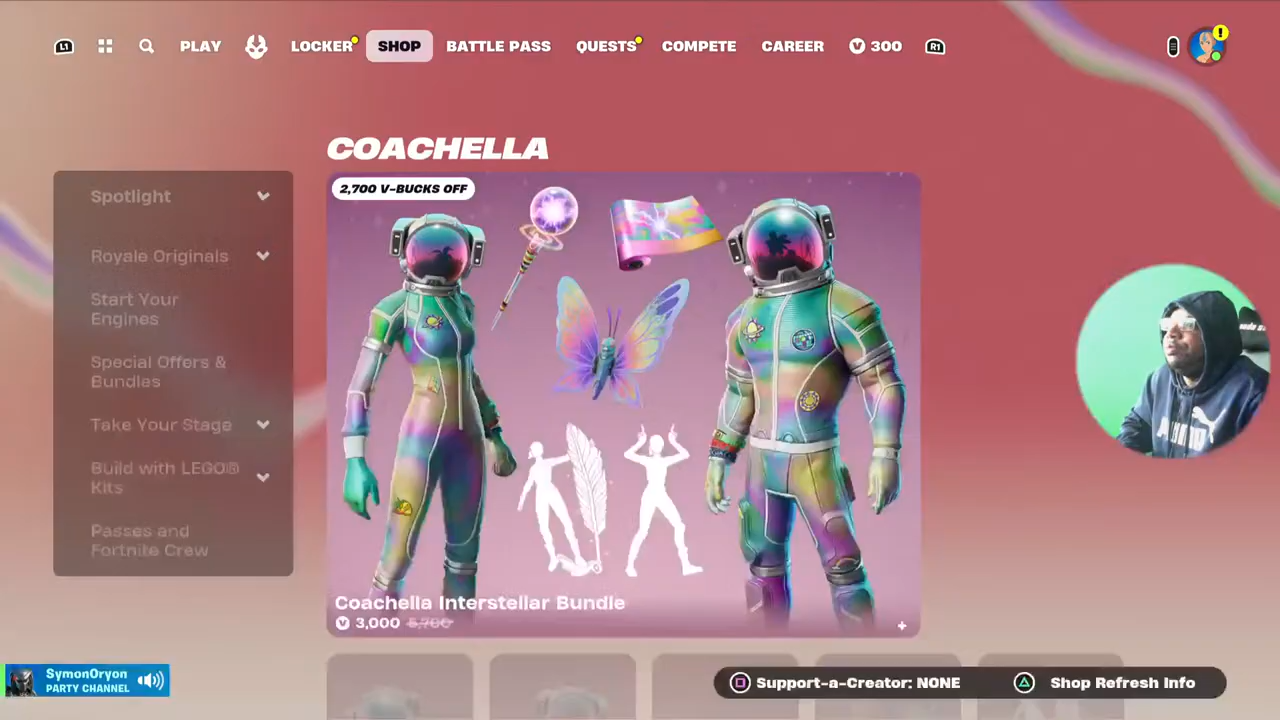 L1 PLAY LOCKER SHOP BATTLE PASS QUESTS COMPETE CAREER V 300 R1 !
COACHELLA
Spotlight
Royale Originals
Start Your
Engines
Special Offers &
Bundles
Take Your Stage
Build with LEGO®
Kits
Passes and
Fortnite Crew
2,700 V-BUCKS OFF
Coachella Interstellar Bundle
V 3,000 5,700
SymonOryon
PARTY CHANNEL
Support-a-Creator: NONE
Shop Refresh Info